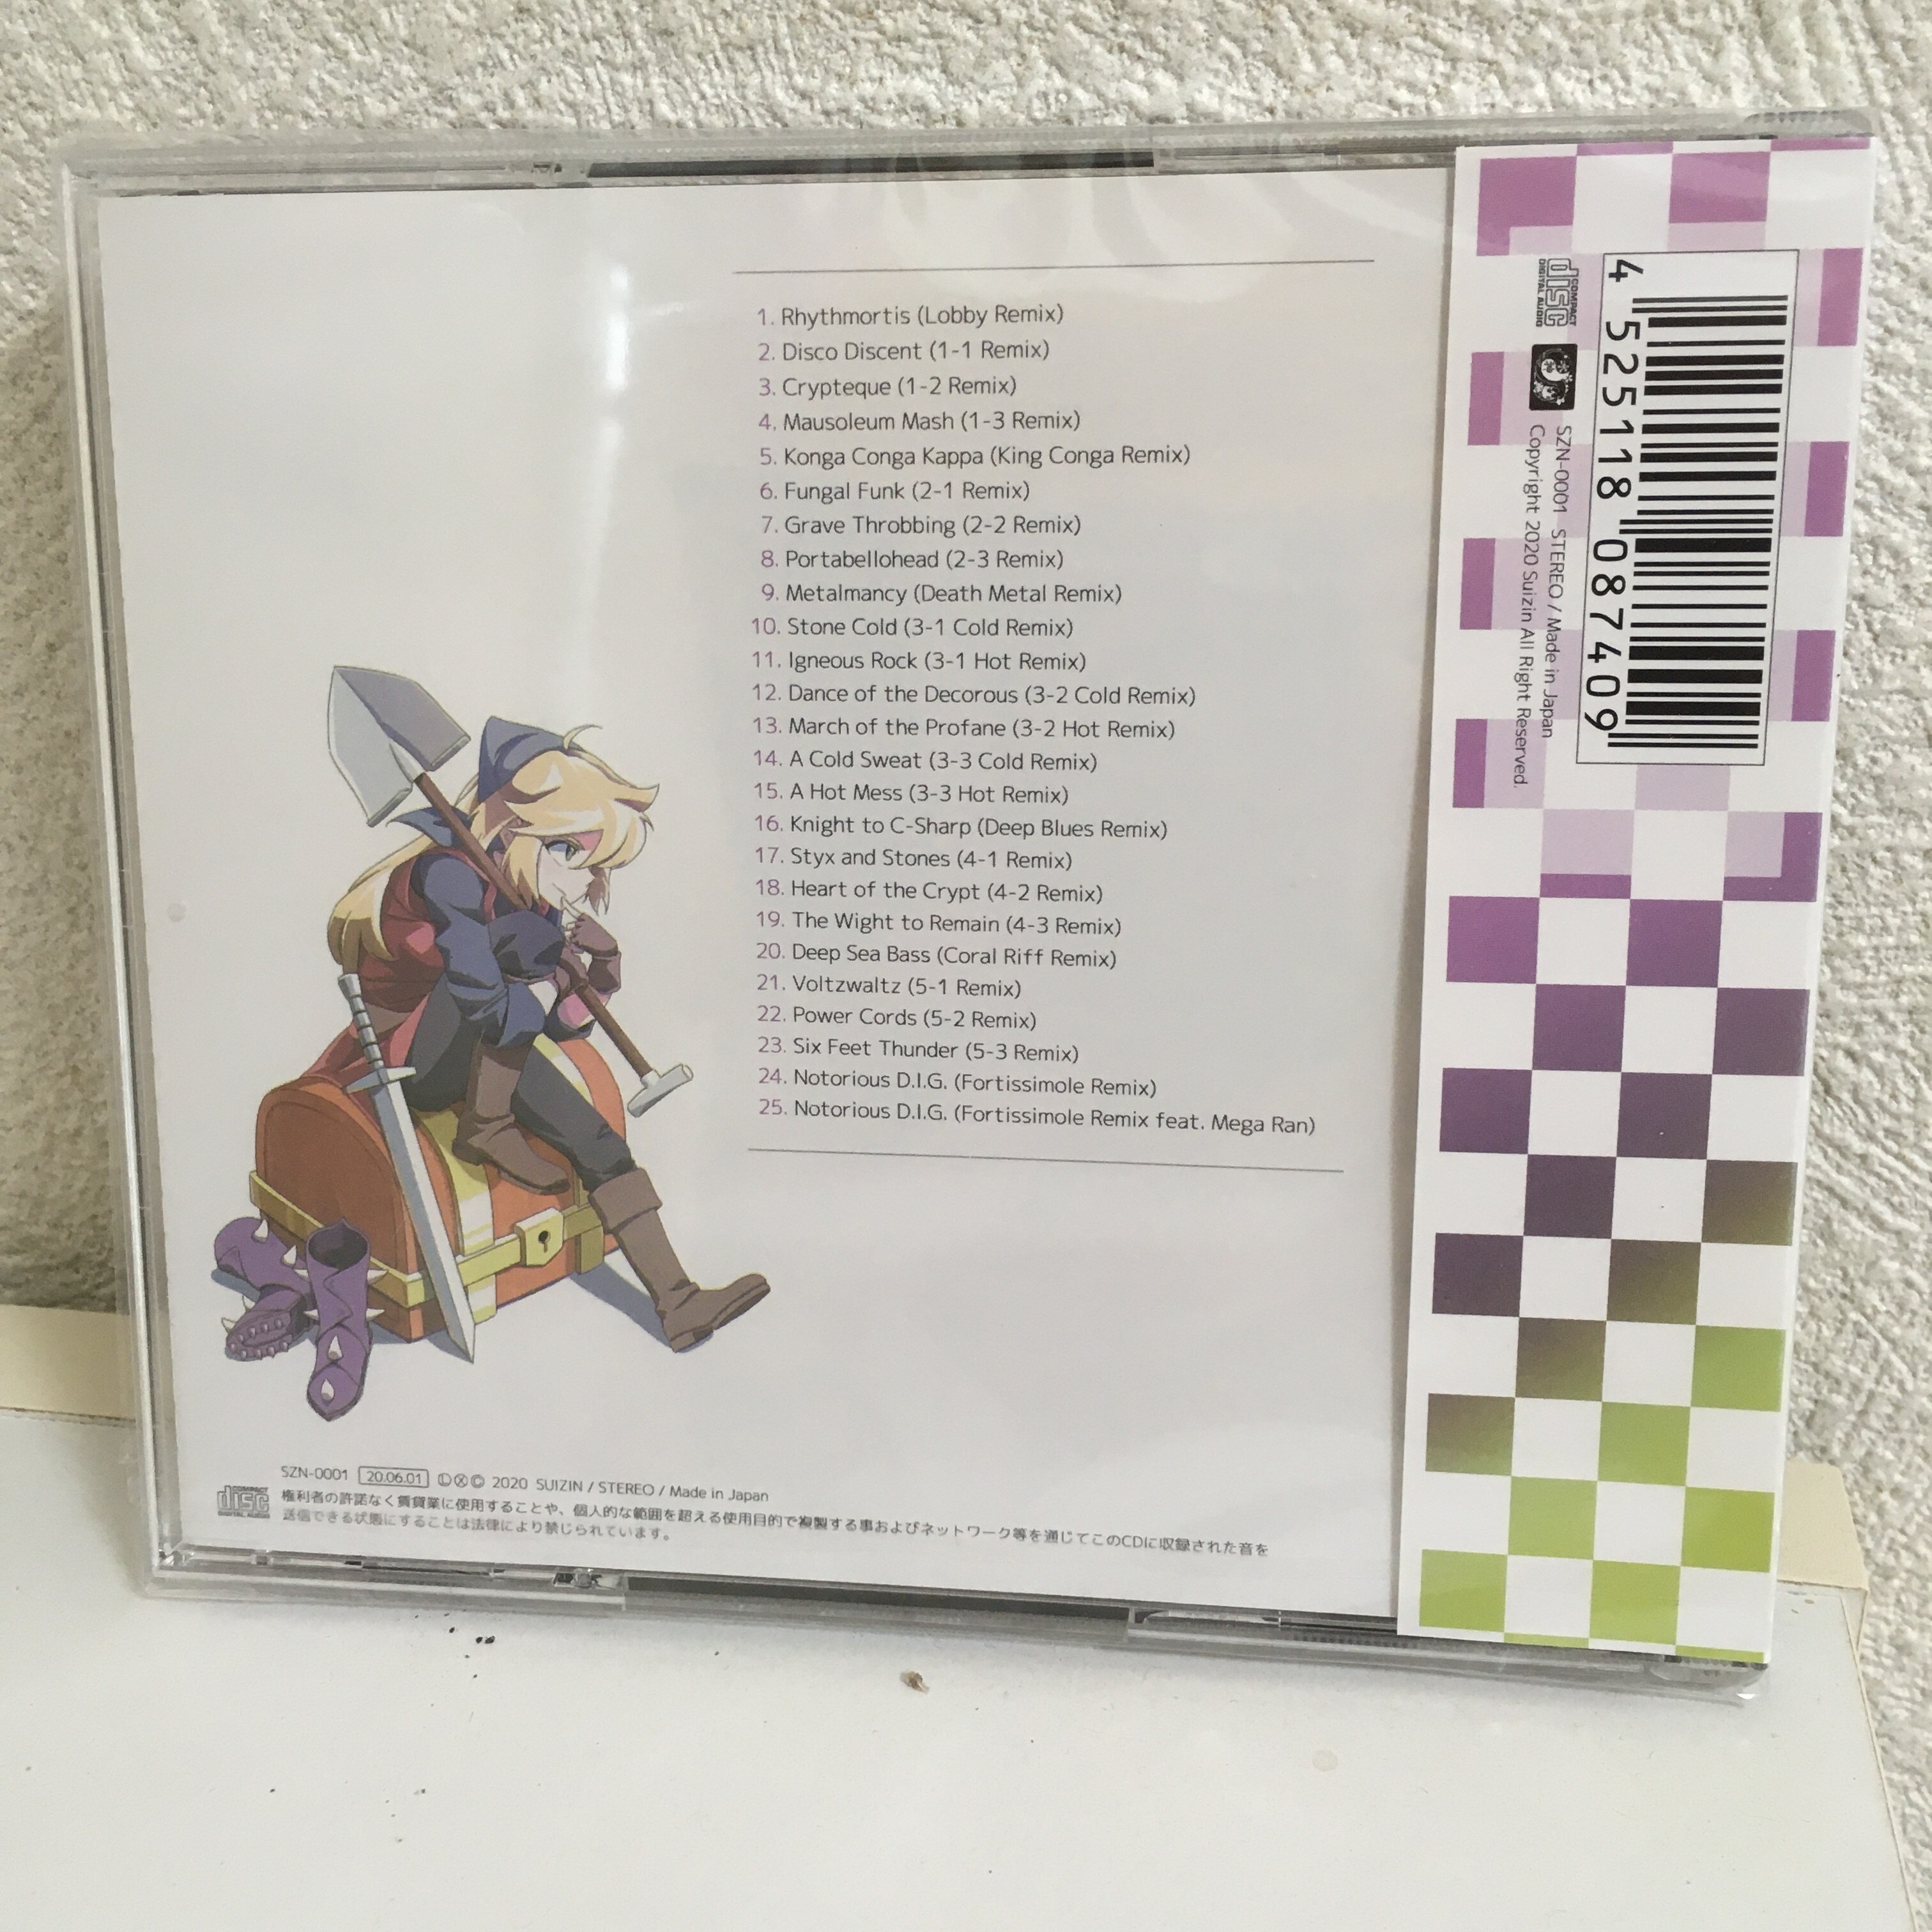 1. Rhythmortis (Lobby Remix)
2. Disco Discent (1-1 Remix)
3. Crypteque (1-2 Remix)
4. Mausoleum Mash (1-3 Remix)
5. Konga Conga Kappa (King Conga Remix)
6. Fungal Funk (2-1 Remix)
7. Grave Throbbing (2-2 Remix)
8. Portabellohead (2-3 Remix)
9. Metalmancy (Death Metal Remix)
10. Stone Cold (3-1 Cold Remix)
11. Igneous Rock (3-1 Hot Remix)
12. Dance of the Decorous (3-2 Cold Remix)
13. March of the Profane (3-2 Hot Remix)
14. A Cold Sweat (3-3 Cold Remix)
15. A Hot Mess (3-3 Hot Remix)
16. Knight to C-Sharp (Deep Blues Remix)
17. Styx and Stones (4-1 Remix)
18. Heart of the Crypt (4-2 Remix)
19. The Wight to Remain (4-3 Remix)
20. Deep Sea Bass (Coral Riff Remix)
21. Voltzwaltz (5-1 Remix)
22. Power Cords (5-2 Remix)
23. Six Feet Thunder (5-3 Remix)
24. Notorious D.I.G. (Fortissimole Remix)
25. Notorious D.I.G. (Fortissimole Remix feat. Mega Ran)
SZN-0001 20.06.01 ⓁⓍ© 2020 SUIZIN / STEREO / Made in Japan
COMPACT
disc
DIGITAL AUDIO
権利者の許諾なく賃貸業に使用することや、個人的な範囲を超える使用目的で複製する事およびネットワーク等を通じてこのCDに収録された音を
送信できる状態にすることは法律により禁じられています。
4 525118 087409
COMPACT
disc
DIGITAL AUDIO
SZN-0001 STEREO / Made in Japan
Copyright 2020 Suizin All Right Reserved.